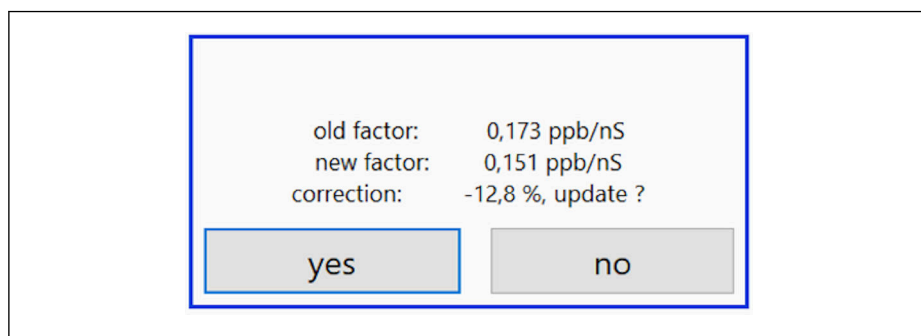 old factor: 0,173 ppb/nS
new factor: 0,151 ppb/nS
correction: -12,8 %, update ?
yes no